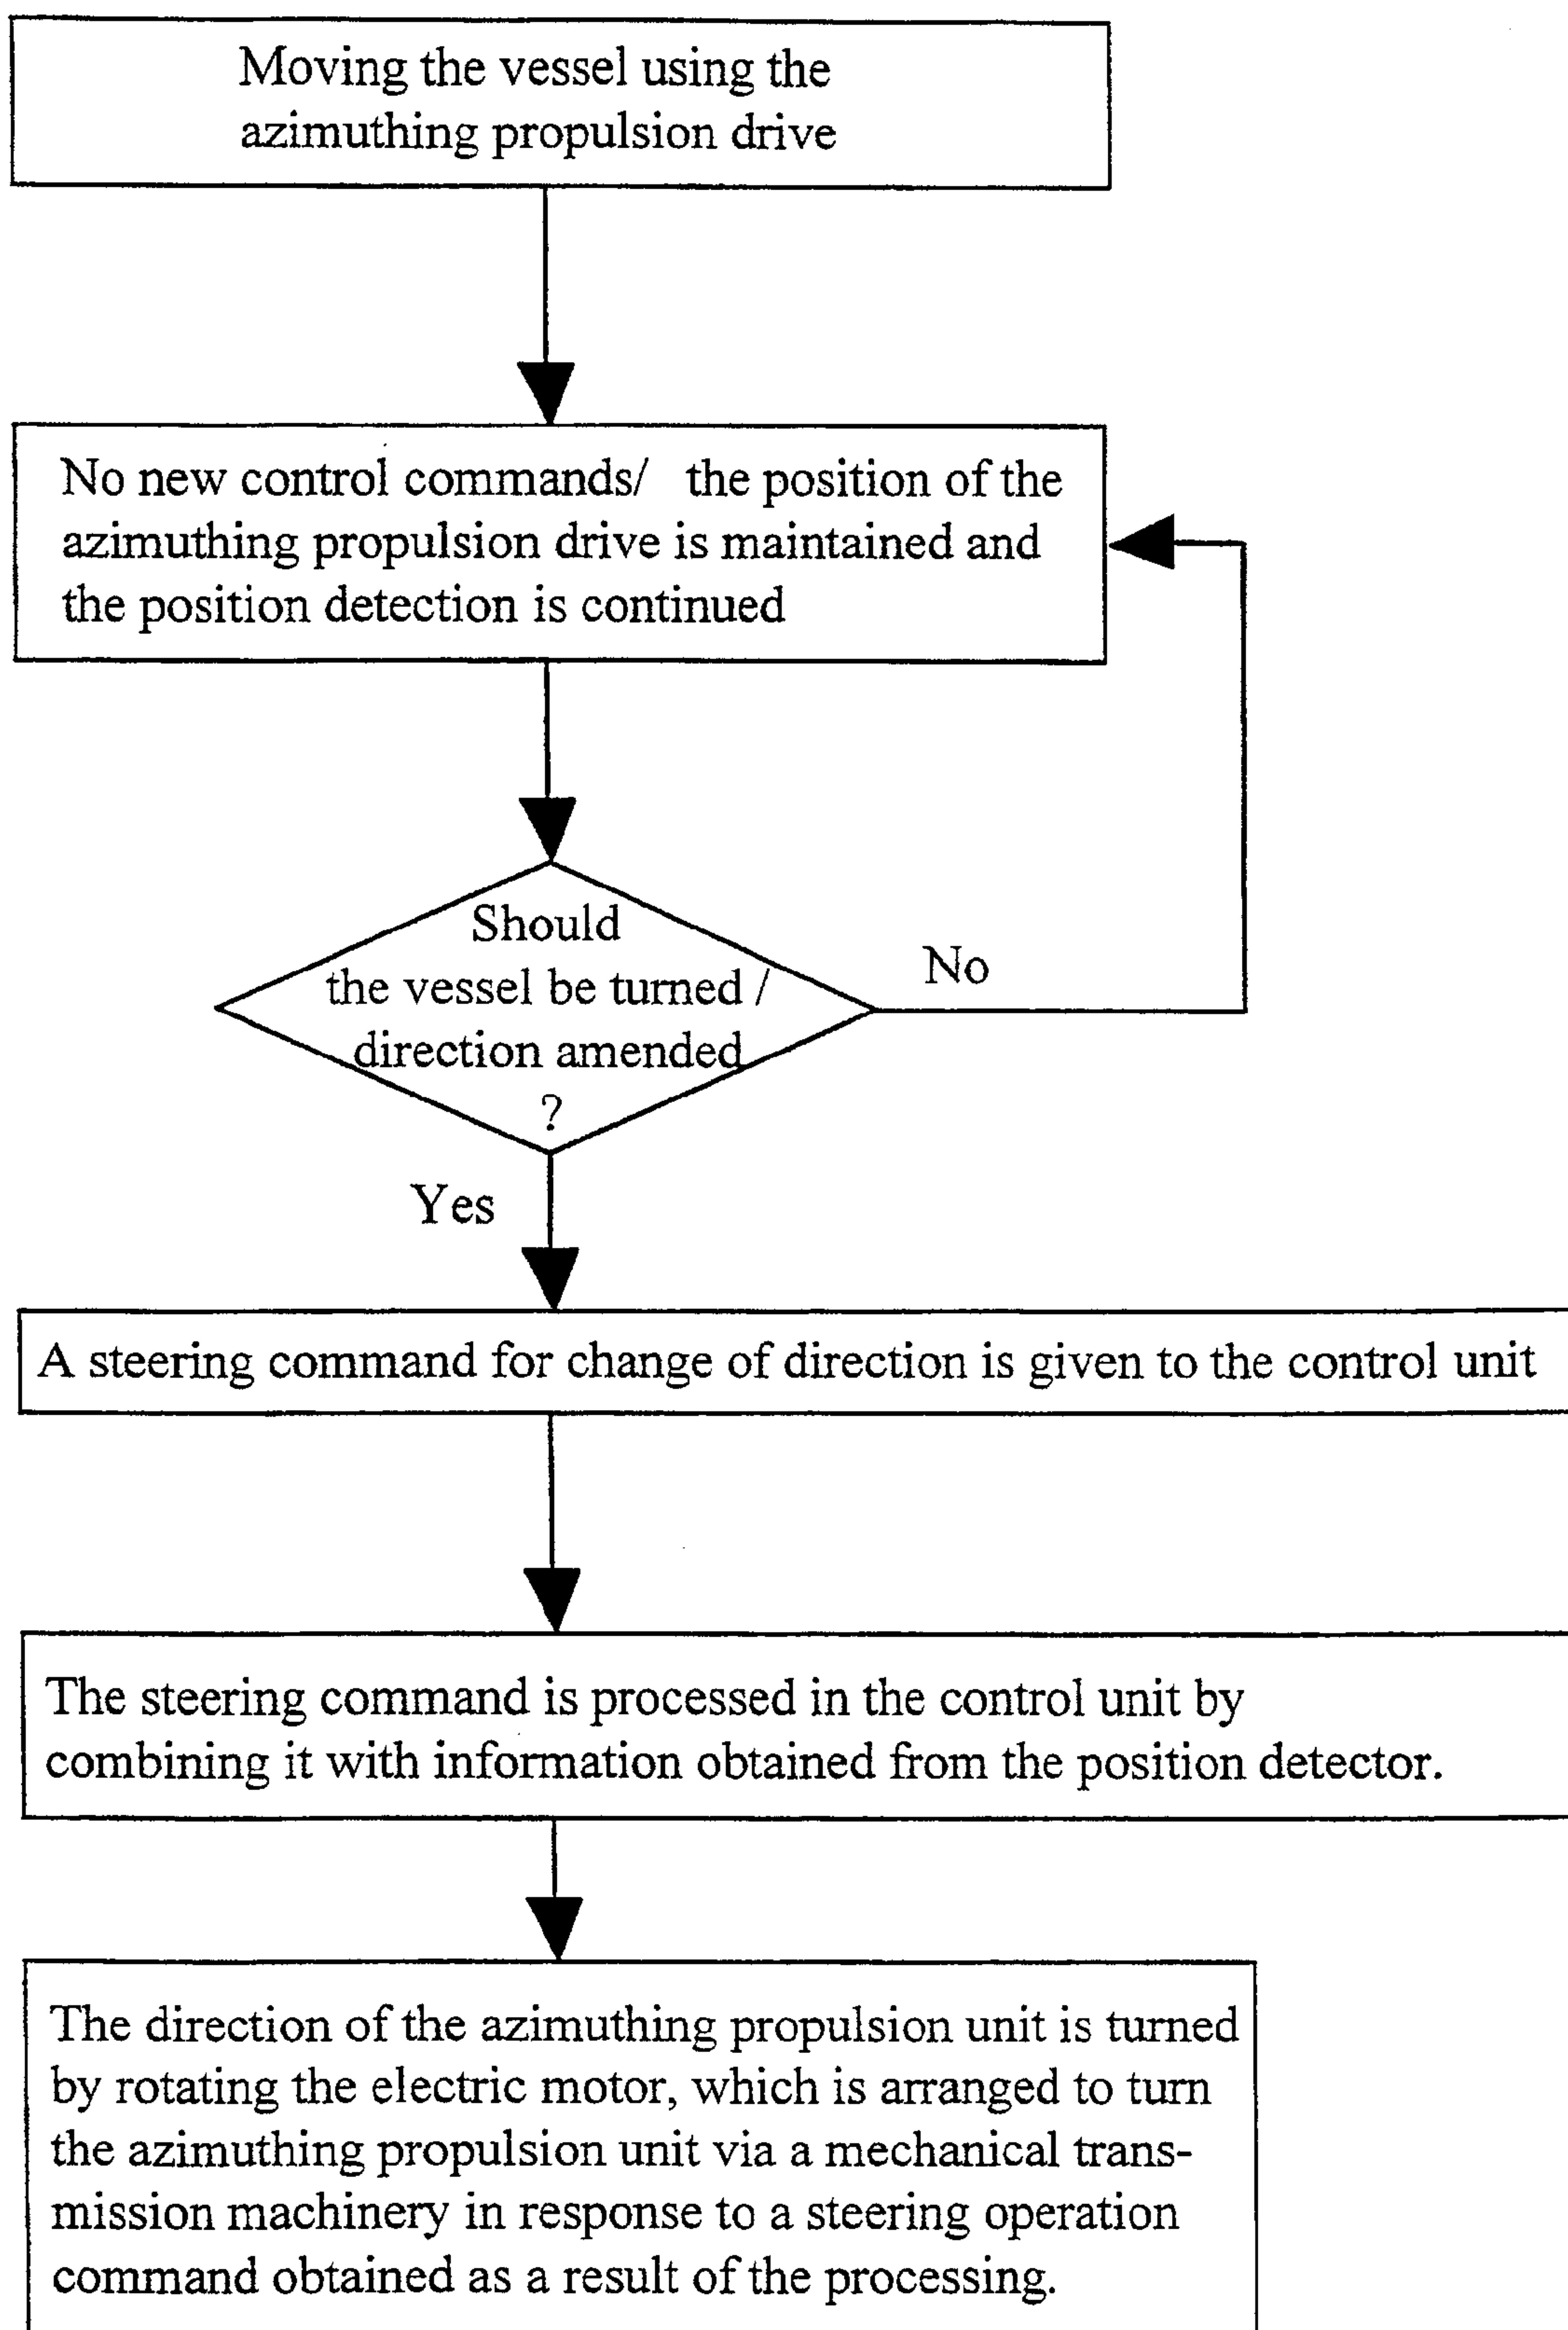 Moving the vessel using the
azimuthing propulsion drive
No new control commands/ the position of the
azimuthing propulsion drive is maintained and
the position detection is continued
Should
the vessel be turned /
direction amended
?
No
Yes
A steering command for change of direction is given to the control unit
The steering command is processed in the control unit by
combining it with information obtained from the position detector.
The direction of the azimuthing propulsion unit is turned
by rotating the electric motor, which is arranged to turn
the azimuthing propulsion unit via a mechanical trans-
mission machinery in response to a steering operation
command obtained as a result of the processing.